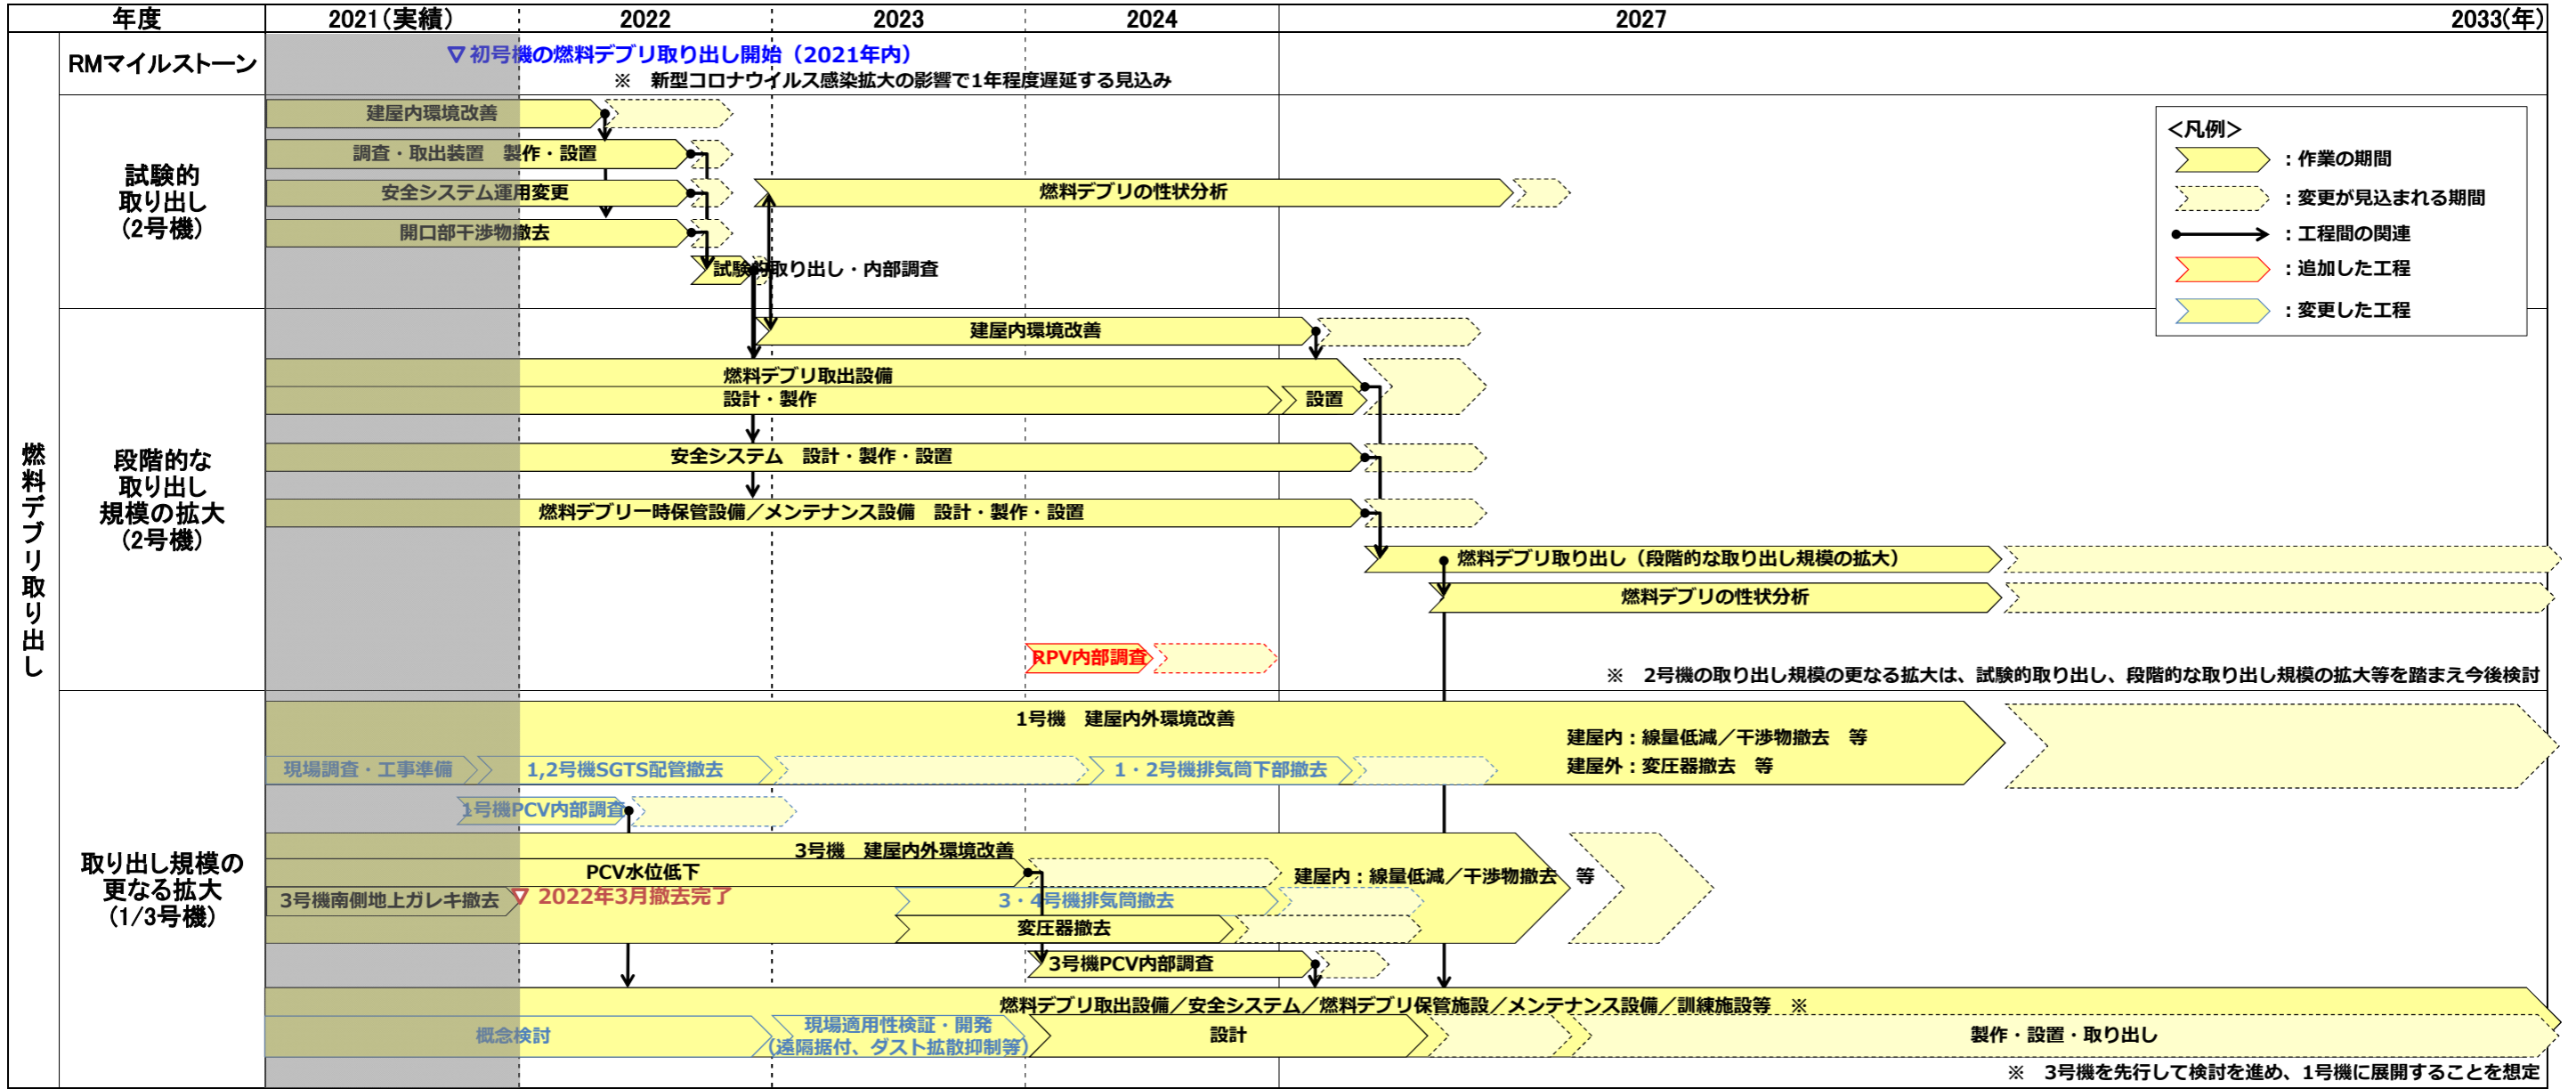 年度 2021（実績） 2022 2023 2024 2027 2033(年)
燃料デブリ取り出し
RMマイルストーン
▽初号機の燃料デブリ取り出し開始（2021年内）
※　新型コロナウイルス感染拡大の影響で1年程度遅延する見込み
試験的
取り出し
（2号機）
建屋内環境改善
調査・取出装置　製作・設置
安全システム運用変更
燃料デブリの性状分析
開口部干渉物撤去
試験的取り出し・内部調査
＜凡例＞
：作業の期間
：変更が見込まれる期間
：工程間の関連
：追加した工程
：変更した工程
段階的な
取り出し
規模の拡大
（2号機）
建屋内環境改善
燃料デブリ取出設備
設計・製作
設置
安全システム　設計・製作・設置
燃料デブリ一時保管設備／メンテナンス設備　設計・製作・設置
燃料デブリ取り出し（段階的な取り出し規模の拡大）
燃料デブリの性状分析
RPV内部調査
※　2号機の取り出し規模の更なる拡大は、試験的取り出し、段階的な取り出し規模の拡大等を踏まえ今後検討
取り出し規模の
更なる拡大
（1/3号機）
1号機　建屋内外環境改善
建屋内：線量低減／干渉物撤去　等
建屋外：変圧器撤去　等
現場調査・工事準備
1,2号機SGTS配管撤去
1・2号機排気筒下部撤去
1号機PCV内部調査
3号機　建屋内外環境改善
PCV水位低下
建屋内：線量低減／干渉物撤去　等
3号機南側地上ガレキ撤去
▽ 2022年3月撤去完了
3・4号機排気筒撤去
変圧器撤去
3号機PCV内部調査
燃料デブリ取出設備／安全システム／燃料デブリ保管施設／メンテナンス設備／訓練施設等　※
概念検討
現場適用性検証・開発
（遠隔据付、ダスト拡散抑制等）
設計
製作・設置・取り出し
※　3号機を先行して検討を進め、1号機に展開することを想定